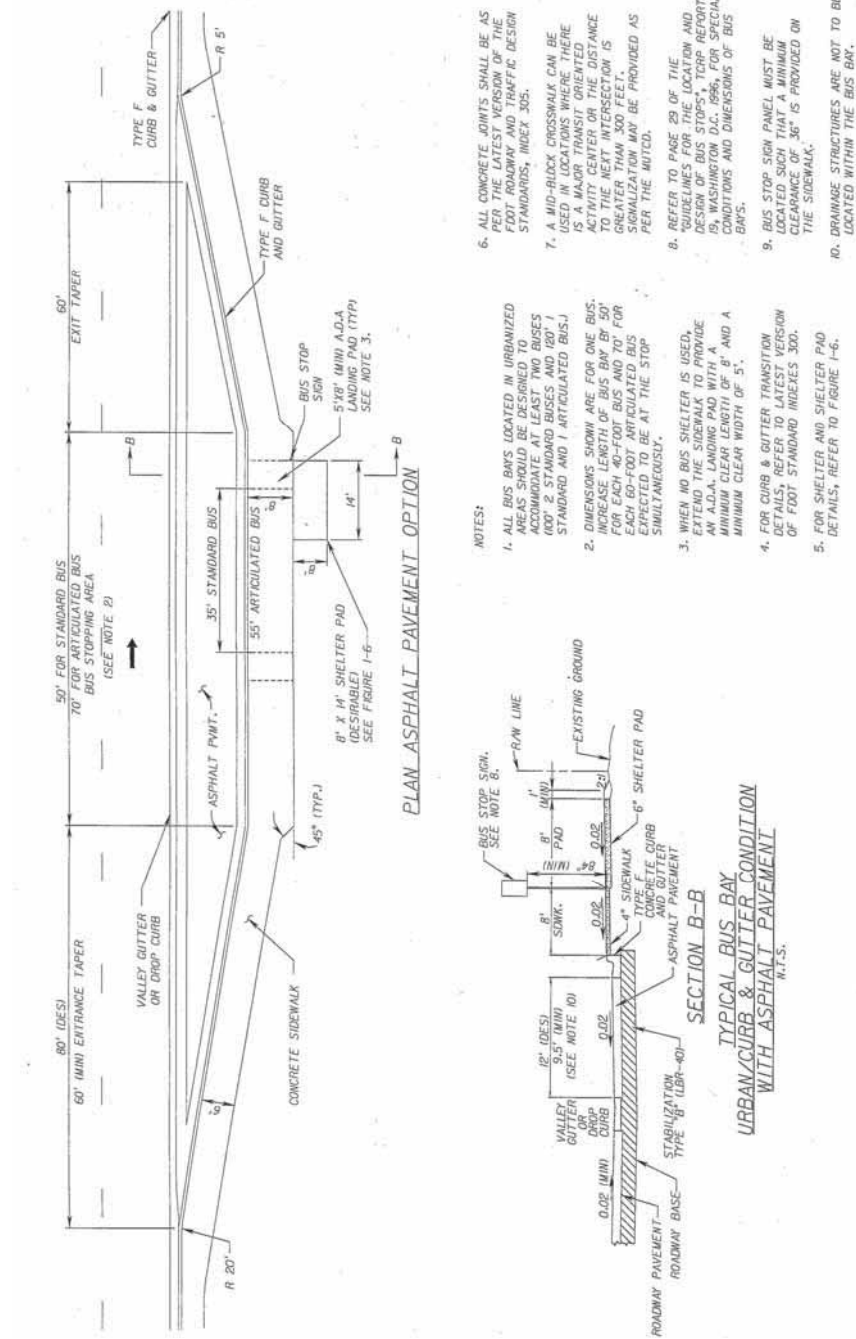 80' (DES)
60' (MIN) ENTRANCE TAPER
50' FOR STANDARD BUS
70' FOR ARTICULATED BUS
BUS STOPPING AREA
(SEE NOTE 2)
60'
EXIT TAPER
TYPE F
CURB & GUTTER
VALLEY GUTTER
OR DROP CURB
ASPHALT PVMT.
B
R 5'
R 20'
6'
CONCRETE SIDEWALK
45° (TYP.)
35' STANDARD BUS
55' ARTICULATED BUS
8'
8'
14'
8' X 14' SHELTER PAD
(DESIRABLE)
SEE FIGURE 1-6
B
BUS STOP
SIGN
5'X8' (MIN) A.D.A
LANDING PAD (TYP)
SEE NOTE 3.
TYPE F CURB
AND GUTTER
PLAN ASPHALT PAVEMENT OPTION
BUS STOP SIGN.
SEE NOTE 8.
R/W LINE
EXISTING GROUND
8'
SDWK.
8'
PAD
1'
(MIN)
84" (MIN)
2:1
12' (DES)
9.5' (MIN)
(SEE NOTE 10)
VALLEY
GUTTER
OR
DROP
CURB
0.02 (MIN)
0.02
0.02
0.02
6" SHELTER PAD
4" SIDEWALK
TYPE F
CONCRETE CURB
AND GUTTER
ASPHALT PAVEMENT
ROADWAY PAVEMENT
ROADWAY BASE
STABILIZATION
TYPE "B" (LBR-40)
SECTION B-B
TYPICAL BUS BAY
URBAN/CURB & GUTTER CONDITION
WITH ASPHALT PAVEMENT
N.T.S.
NOTES:
1. ALL BUS BAYS LOCATED IN URBANIZED
AREAS SHOULD BE DESIGNED TO
ACCOMMODATE AT LEAST TWO BUSES
(100' 2 STANDARD BUSES AND 120' 1
STANDARD AND 1 ARTICULATED BUS.)
2. DIMENSIONS SHOWN ARE FOR ONE BUS.
INCREASE LENGTH OF BUS BAY BY 50'
FOR EACH 40-FOOT BUS AND 70' FOR
EACH 60-FOOT ARTICULATED BUS
EXPECTED TO BE AT THE STOP
SIMULTANEOUSLY.
3. WHEN NO BUS SHELTER IS USED,
EXTEND THE SIDEWALK TO PROVIDE
AN A.D.A. LANDING PAD WITH A
MINIMUM CLEAR LENGTH OF 8' AND A
MINIMUM CLEAR WIDTH OF 5'.
4. FOR CURB & GUTTER TRANSITION
DETAILS, REFER TO LATEST VERSION
OF FDOT STANDARD INDEXES 300.
5. FOR SHELTER AND SHELTER PAD
DETAILS, REFER TO FIGURE 1-6.
6. ALL CONCRETE JOINTS SHALL BE AS
PER THE LATEST VERSION OF THE
FDOT ROADWAY AND TRAFFIC DESIGN
STANDARDS, INDEX 305.
7. A MID-BLOCK CROSSWALK CAN BE
USED IN LOCATIONS WHERE THERE
IS A MAJOR TRANSIT ORIENTED
ACTIVITY CENTER OR THE DISTANCE
TO THE NEXT INTERSECTION IS
GREATER THAN 300 FEET.
SIGNALIZATION MAY BE PROVIDED AS
PER THE MUTCD.
8. REFER TO PAGE 29 OF THE
"GUIDELINES FOR THE LOCATION AND
DESIGN OF BUS STOPS", TCRP REPORT
19, WASHINGTON D.C. 1996, FOR SPECIA
CONDITIONS AND DIMENSIONS OF BUS
BAYS.
9. BUS STOP SIGN PANEL MUST BE
LOCATED SUCH THAT A MINIMUM
CLEARANCE OF 36" IS PROVIDED ON
THE SIDEWALK.
10. DRAINAGE STRUCTURES ARE NOT TO BE
LOCATED WITHIN THE BUS BAY.